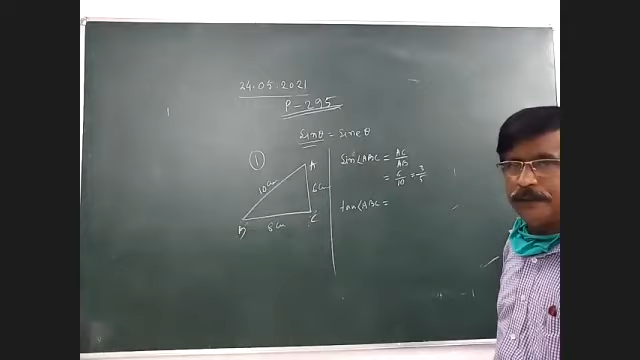 24.05.2021
P-295
Sinθ = Sineθ
①
A
10cm
6cm
B
C
8cm
Sin∠ABC = AC/AB
= 6/10 = 3/5
tan∠ABC =